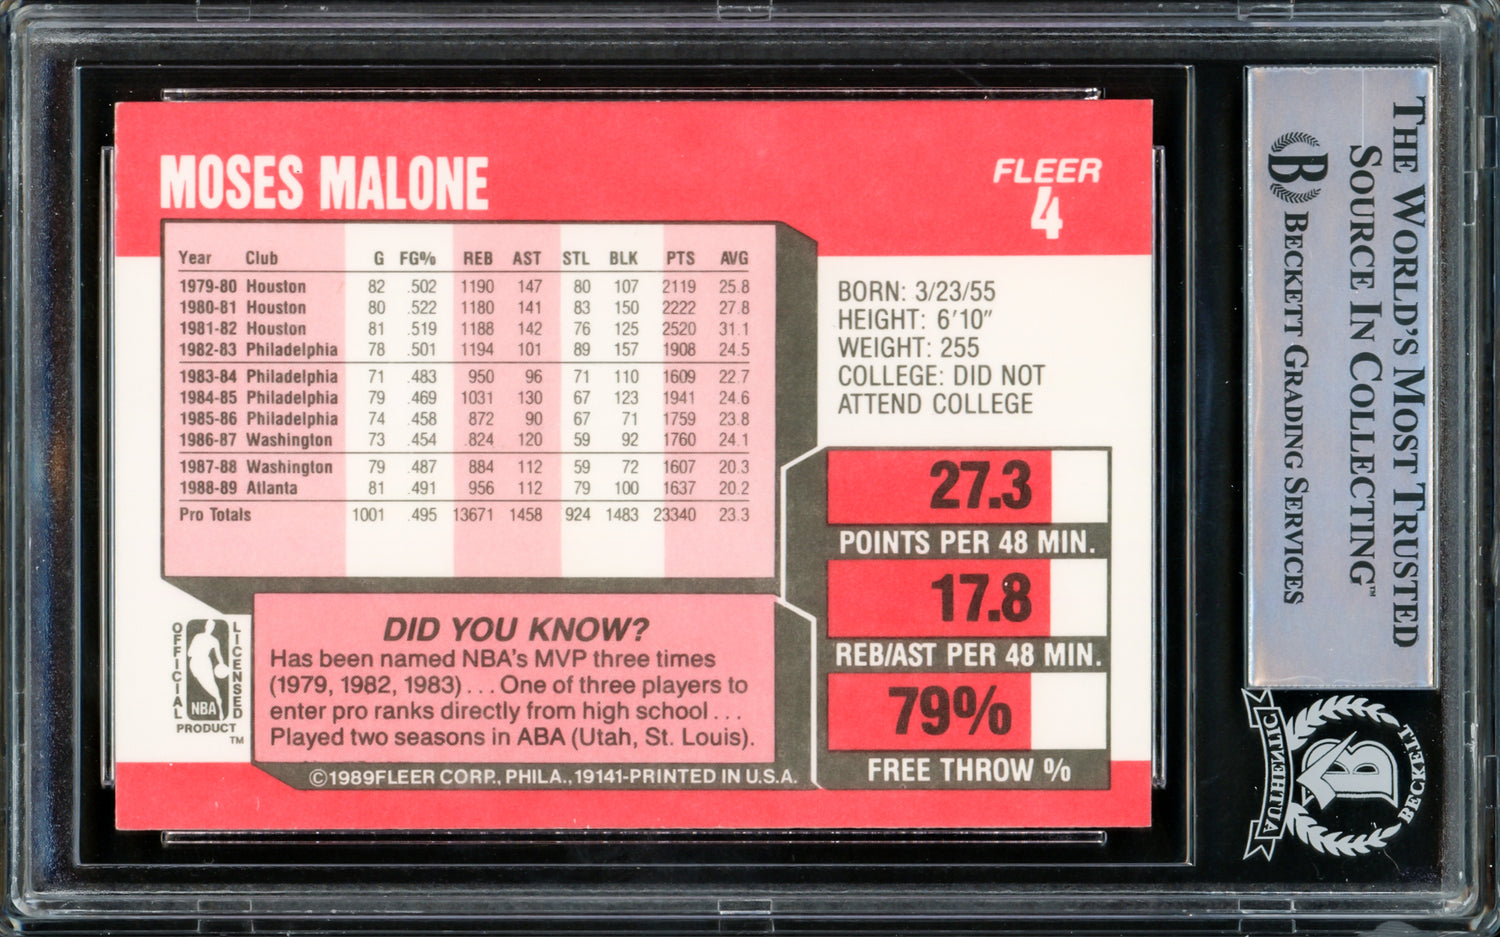 MOSES MALONE
FLEER
4
Year Club G FG% REB AST STL BLK PTS AVG
1979-80 Houston 82 .502 1190 147 80 107 2119 25.8
1980-81 Houston 80 .522 1180 141 83 150 2222 27.8
1981-82 Houston 81 .519 1188 142 76 125 2520 31.1
1982-83 Philadelphia 78 .501 1194 101 89 157 1908 24.5
1983-84 Philadelphia 71 .483 950 96 71 110 1609 22.7
1984-85 Philadelphia 79 .469 1031 130 67 123 1941 24.6
1985-86 Philadelphia 74 .458 872 90 67 71 1759 23.8
1986-87 Washington 73 .454 .824 120 59 92 1760 24.1
1987-88 Washington 79 .487 884 112 59 72 1607 20.3
1988-89 Atlanta 81 .491 956 112 79 100 1637 20.2
Pro Totals 1001 .495 13671 1458 924 1483 23340 23.3
BORN: 3/23/55
HEIGHT: 6'10"
WEIGHT: 255
COLLEGE: DID NOT
ATTEND COLLEGE
27.3
POINTS PER 48 MIN.
17.8
REB/AST PER 48 MIN.
79%
FREE THROW %
OFFICIAL
LICENSED
NBA
PRODUCT
TM
DID YOU KNOW?
Has been named NBA's MVP three times
(1979, 1982, 1983) . . . One of three players to
enter pro ranks directly from high school . . .
Played two seasons in ABA (Utah, St. Louis).
©1989FLEER CORP., PHILA., 19141-PRINTED IN U.S.A.
THE WORLD'S MOST TRUSTED
SOURCE IN COLLECTING™
B BECKETT GRADING SERVICES
AUTHENTIC
B
BECKETT